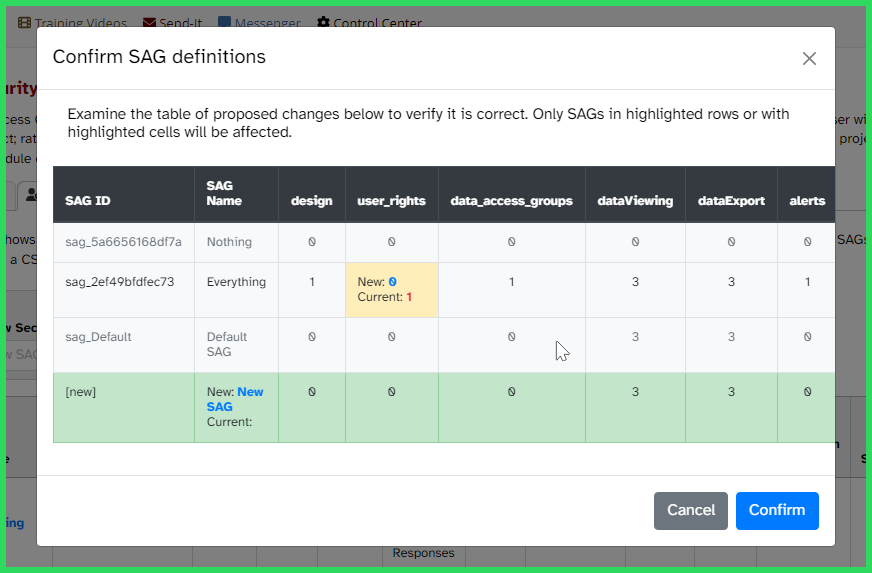 Training Videos Send-It Messenger Control Center
Confirm SAG definitions
Examine the table of proposed changes below to verify it is correct. Only SAGs in highlighted rows or with
highlighted cells will be affected.
SAG ID SAG Name design user_rights data_access_groups dataViewing dataExport alerts
sag_5a6656168df7a Nothing 0 0 0 0 0 0
sag_2ef49bfdfec73 Everything 1 New: 0 1 3 3 1
Current: 1
sag_Default Default 0 0 0 3 3 0
SAG
[new] New: New 0 0 0 3 3 0
SAG
Current:
Cancel Confirm
Responses